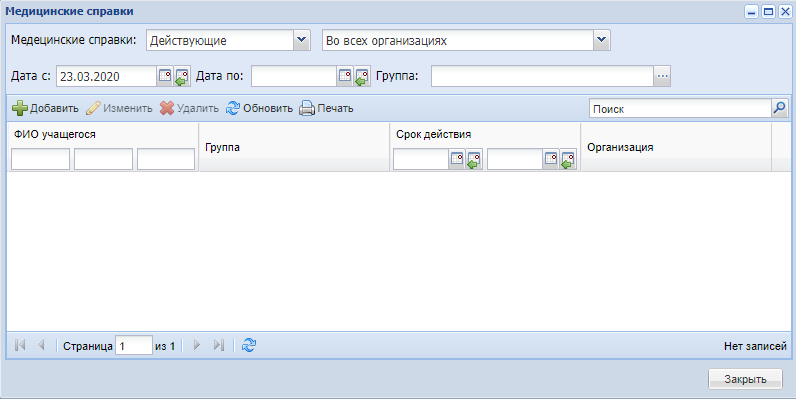 Медицинские справки
Медецинские справки: Действующие Во всех организациях
Дата с: 23.03.2020 Дата по: Группа:
Добавить Изменить Удалить Обновить Печать Поиск
ФИО учащегося Группа Срок действия Организация
Страница 1 из 1 Нет записей
Закрыть